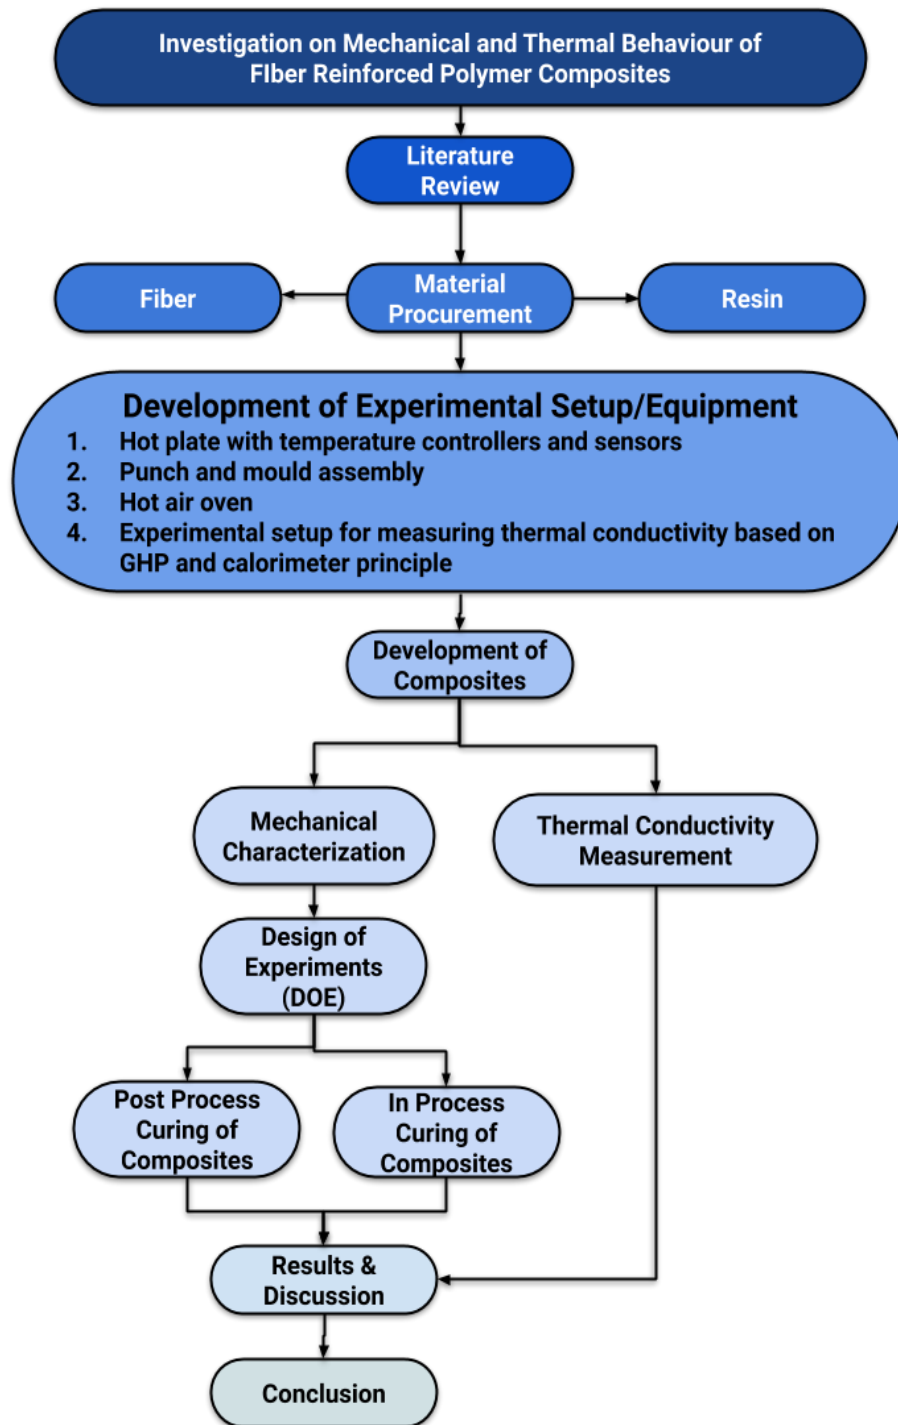 Investigation on Mechanical and Thermal Behaviour of
FIber Reinforced Polymer Composites
Literature
Review
Fiber
Material
Procurement
Resin
Development of Experimental Setup/Equipment
1. Hot plate with temperature controllers and sensors
2. Punch and mould assembly
3. Hot air oven
4. Experimental setup for measuring thermal conductivity based on
GHP and calorimeter principle
Development of
Composites
Mechanical
Characterization
Thermal Conductivity
Measurement
Design of
Experiments
(DOE)
Post Process
Curing of
Composites
In Process
Curing of
Composites
Results &
Discussion
Conclusion